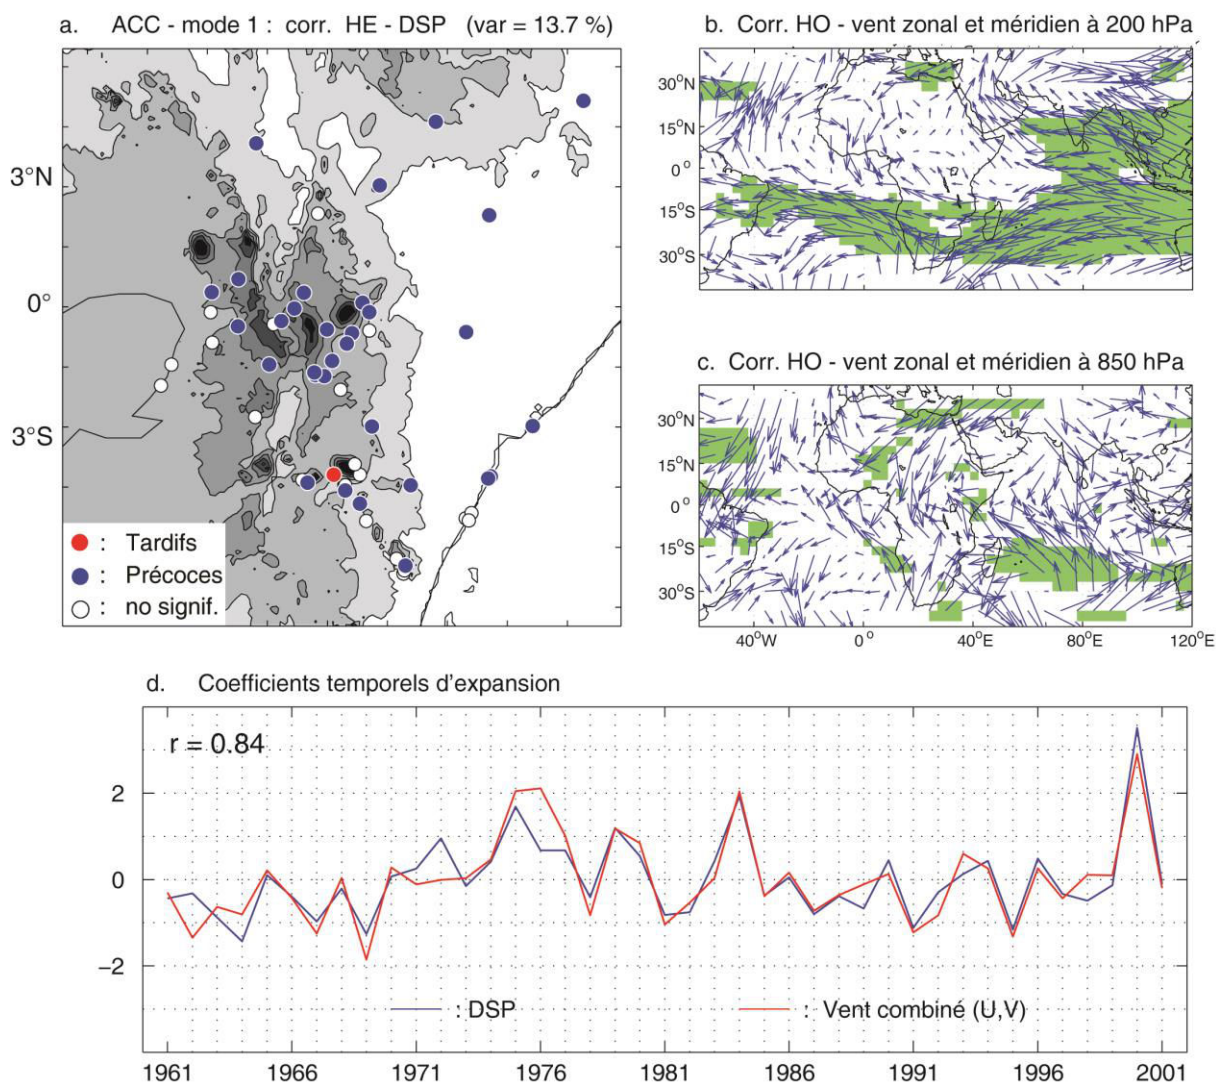 a. ACC - mode 1 : corr. HE - DSP (var = 13.7 %)
3°N
0°
3°S
: Tardifs
: Précoces
: no signif.
b. Corr. HO - vent zonal et méridien à 200 hPa
30°N
15°N
0°
15°S
30°S
c. Corr. HO - vent zonal et méridien à 850 hPa
30°N
15°N
0°
15°S
30°S
40°W 0° 40°E 80°E 120°E
d. Coefficients temporels d'expansion
r = 0.84
2
0
−2
: DSP : Vent combiné (U,V)
1961 1966 1971 1976 1981 1986 1991 1996 2001